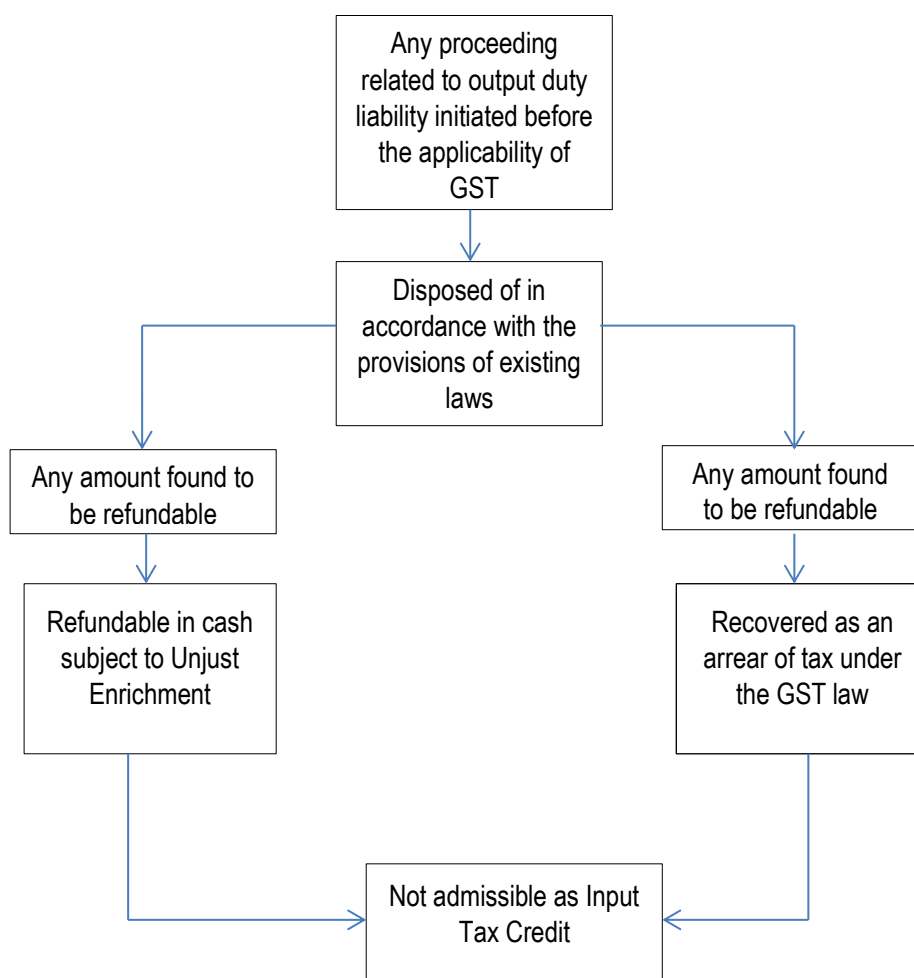 Any proceeding
related to output duty
liability initiated before
the applicability of
GST
Disposed of in
accordance with the
provisions of existing
laws
Any amount found to
be refundable
Any amount found
to be refundable
Refundable in cash
subject to Unjust
Enrichment
Recovered as an
arrear of tax under
the GST law
Not admissible as Input
Tax Credit